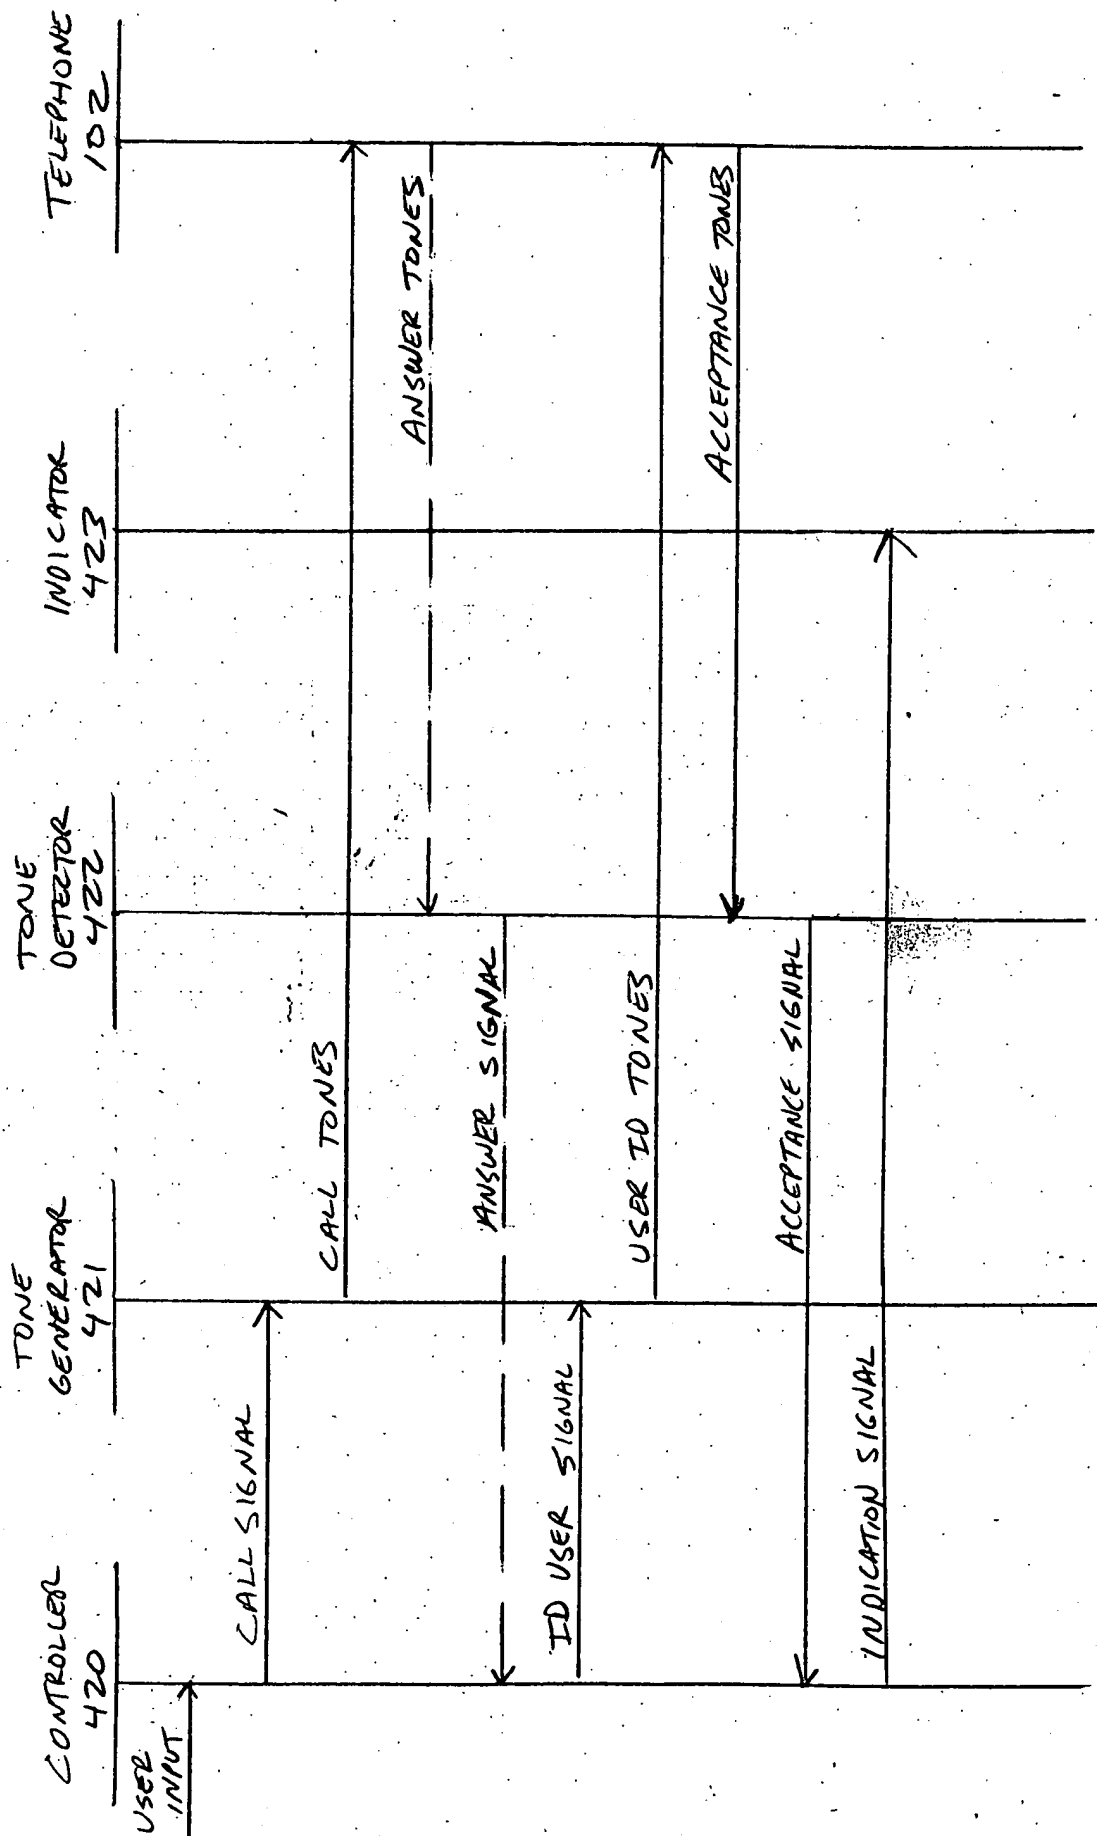 CONTROLLER
420
TONE
GENERATOR
421
TONE
DETECTOR
422
INDICATOR
423
TELEPHONE
102
USER
INPUT
CALL SIGNAL
CALL TONES
ANSWER TONES
ANSWER SIGNAL
ID USER SIGNAL
USER ID TONES
ACCEPTANCE TONES
ACCEPTANCE SIGNAL
INDICATION SIGNAL